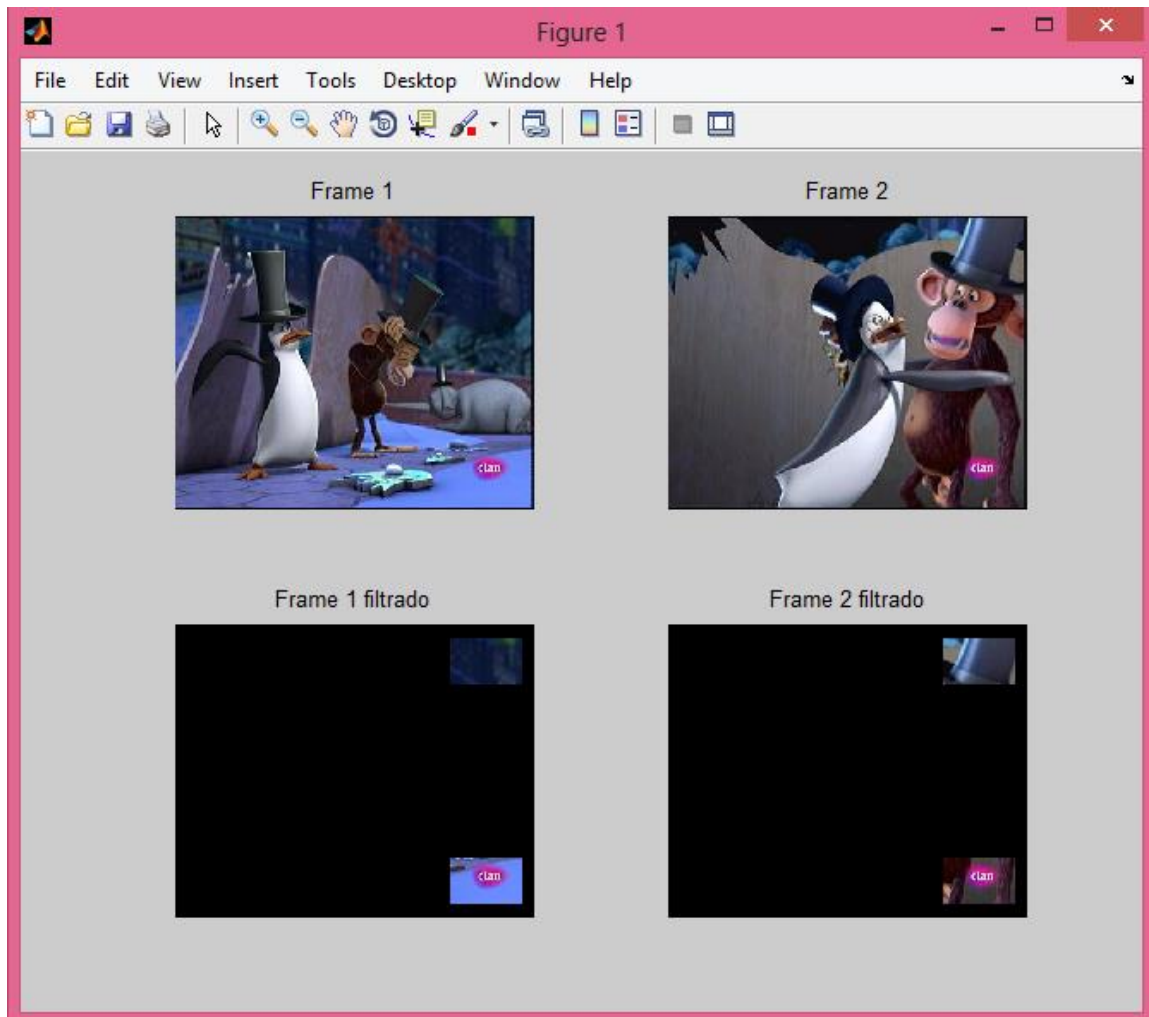 Figure 1
File Edit View Insert Tools Desktop Window Help
Frame 1
Frame 2
clan
clan
Frame 1 filtrado
Frame 2 filtrado
clan
clan